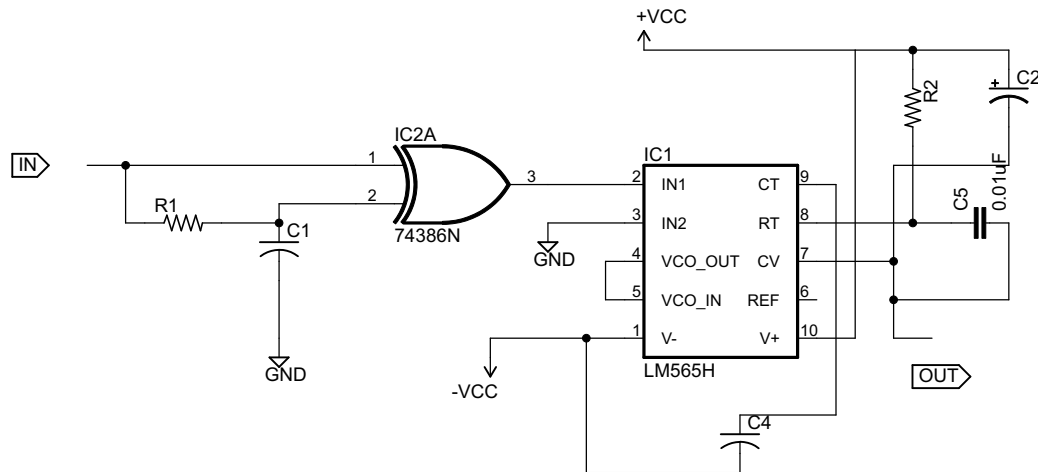 +VCC
IN
R1
C1
GND
IC2A
1
2
3
74386N
GND
-VCC
IC1
2 IN1 CT 9
3 IN2 RT 8
4 VCO_OUT CV 7
5 VCO_IN REF 6
1 V- V+ 10
LM565H
R2
C2
+
C5
0.01uF
OUT
C4